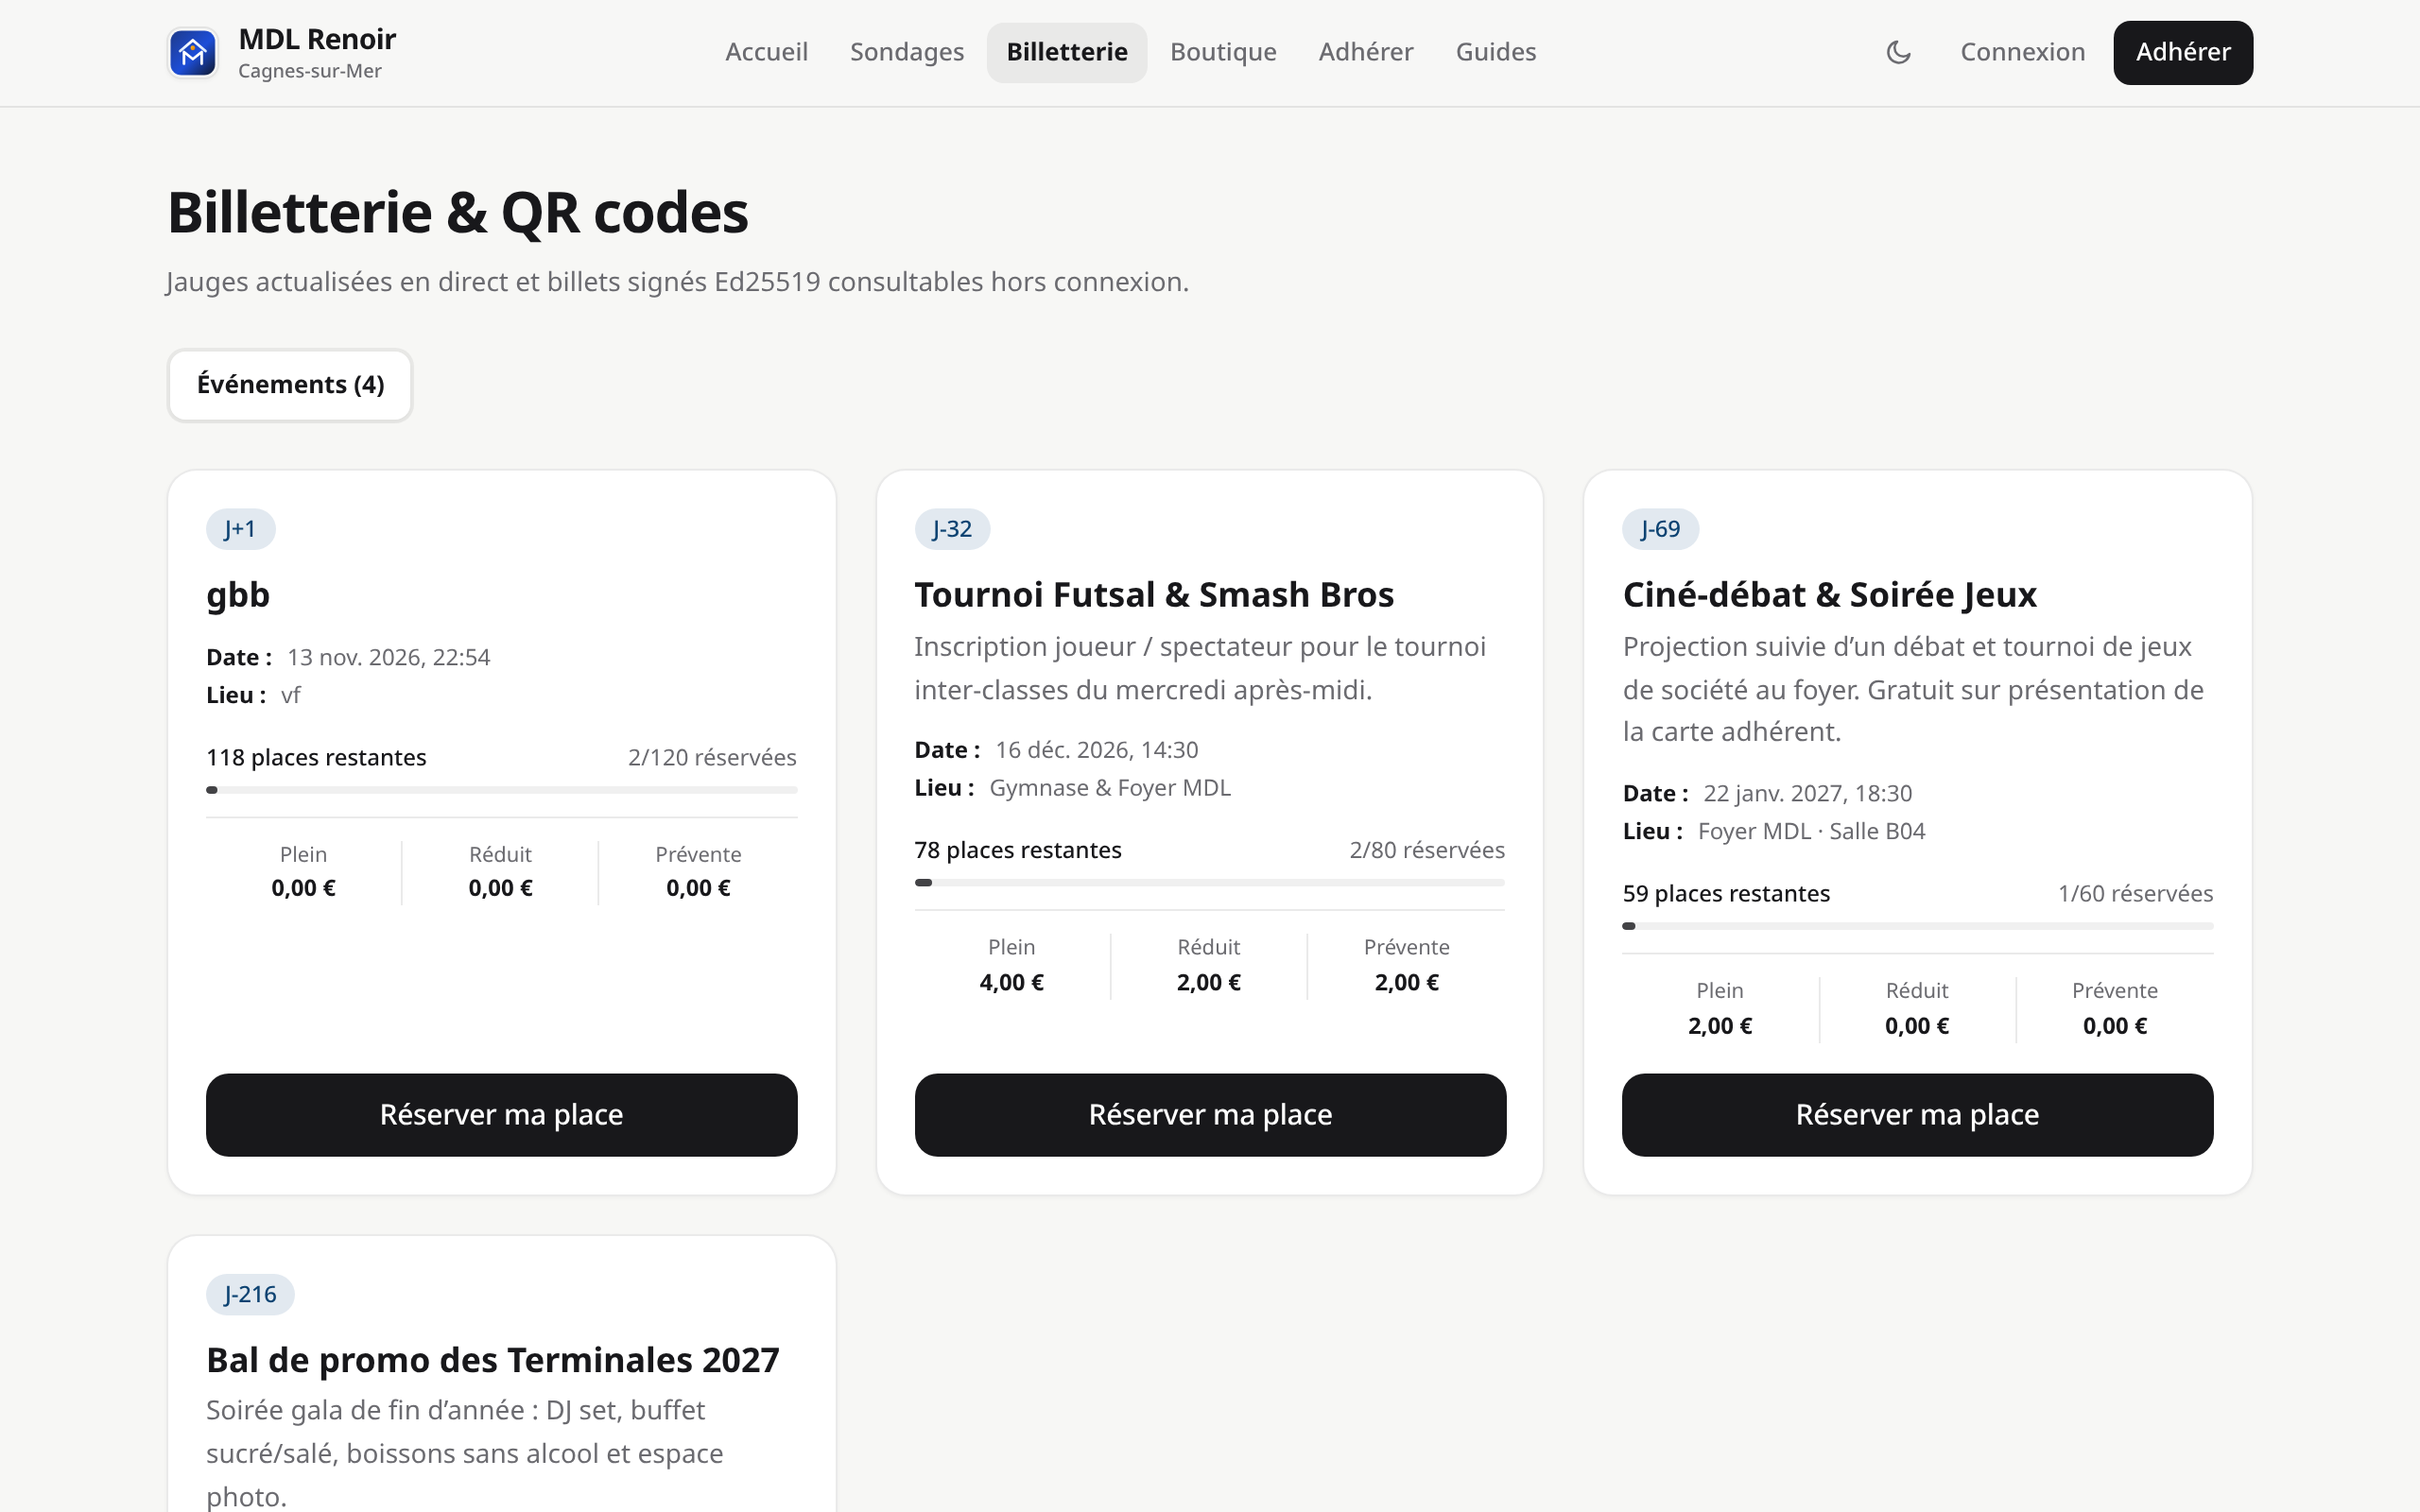 MDL Renoir
Cagnes-sur-Mer
Accueil
Sondages
Billetterie
Boutique
Adhérer
Guides
Connexion
Adhérer
Billetterie & QR codes
Jauges actualisées en direct et billets signés Ed25519 consultables hors connexion.
Événements (4)
J+1
gbb
Date : 13 nov. 2026, 22:54
Lieu : vf
118 places restantes
2/120 réservées
Plein
Réduit
Prévente
0,00 €
0,00 €
0,00 €
Réserver ma place
J-32
Tournoi Futsal & Smash Bros
Inscription joueur / spectateur pour le tournoi
inter-classes du mercredi après-midi.
Date : 16 déc. 2026, 14:30
Lieu : Gymnase & Foyer MDL
78 places restantes
2/80 réservées
Plein
Réduit
Prévente
4,00 €
2,00 €
2,00 €
Réserver ma place
J-69
Ciné-débat & Soirée Jeux
Projection suivie d’un débat et tournoi de jeux
de société au foyer. Gratuit sur présentation de
la carte adhérent.
Date : 22 janv. 2027, 18:30
Lieu : Foyer MDL · Salle B04
59 places restantes
1/60 réservées
Plein
Réduit
Prévente
2,00 €
0,00 €
0,00 €
Réserver ma place
J-216
Bal de promo des Terminales 2027
Soirée gala de fin d’année : DJ set, buffet
sucré/salé, boissons sans alcool et espace
photo.